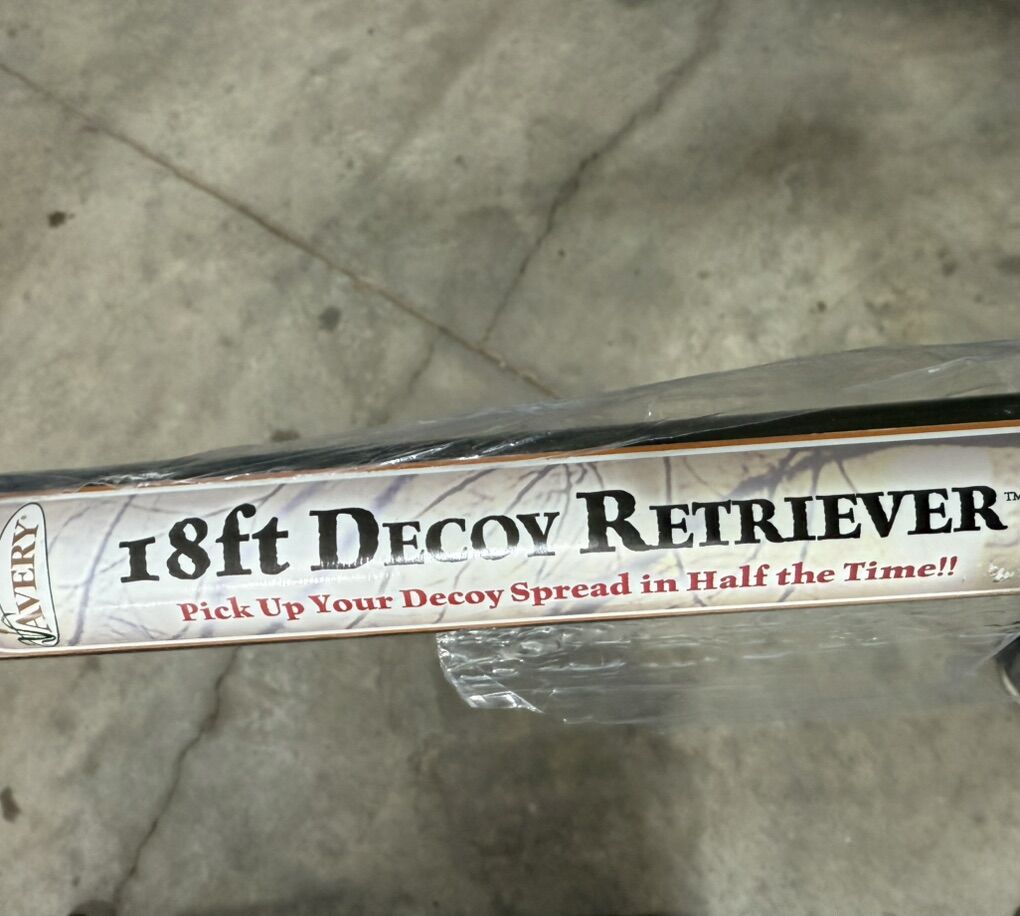 AVERY
18ft DECOY RETRIEVER™
Pick Up Your Decoy Spread in Half the Time!!